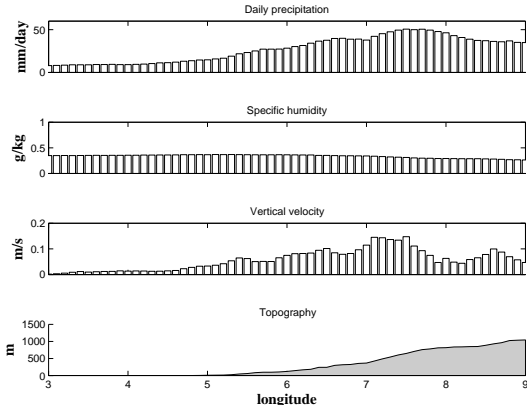 Daily precipitation
50
0
mm/day
Specific humidity
1
0.5
0
g/kg
Vertical velocity
0.2
0.1
0
m/s
Topography
1500
1000
500
0
m
3 4 5 6 7 8 9
longitude